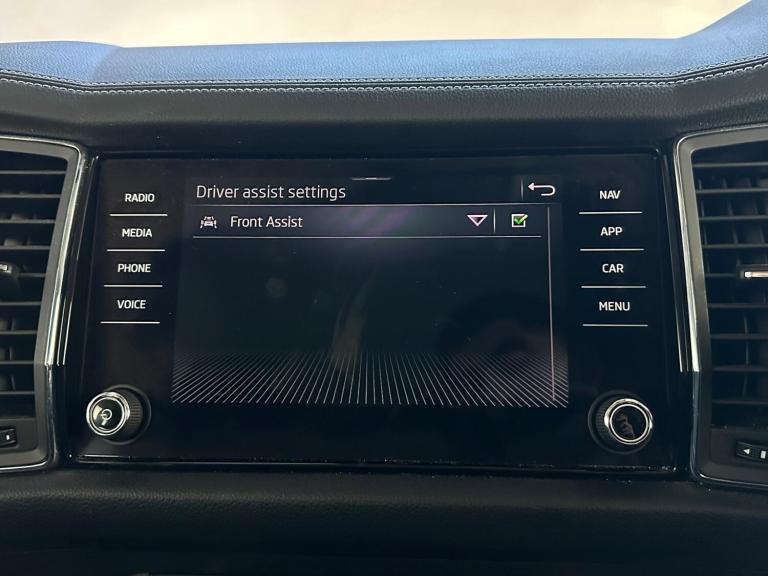 Driver assist settings
Front Assist
RADIO
MEDIA
PHONE
VOICE
NAV
APP
CAR
MENU